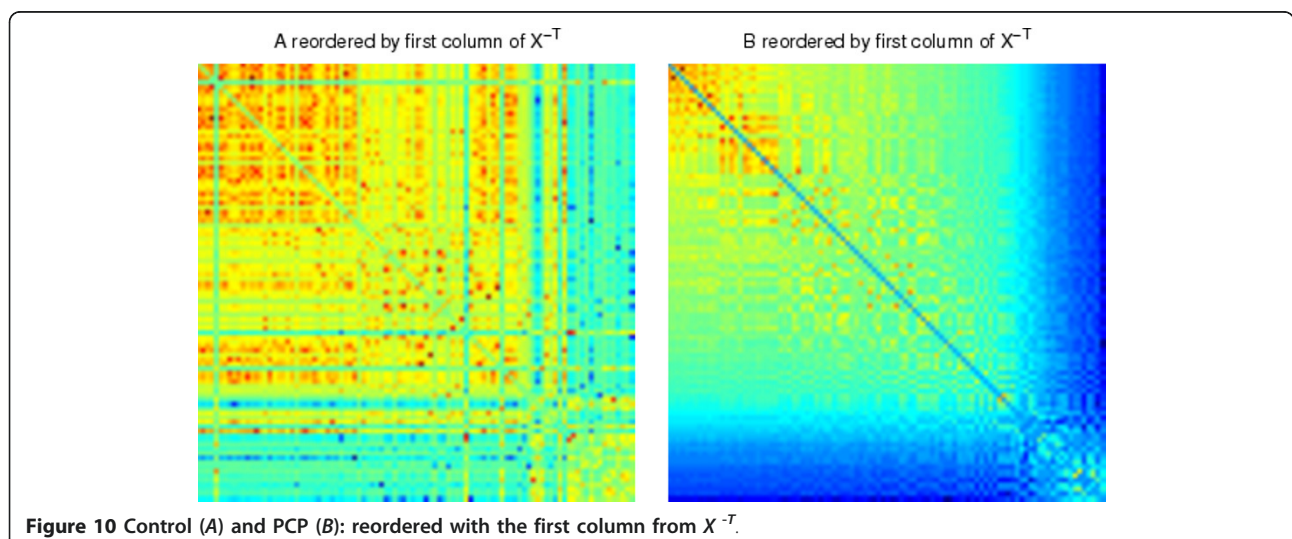 A reordered by first column of X⁻ᵀ
B reordered by first column of X⁻ᵀ
Figure 10 Control (A) and PCP (B): reordered with the first column from X ⁻ᵀ.